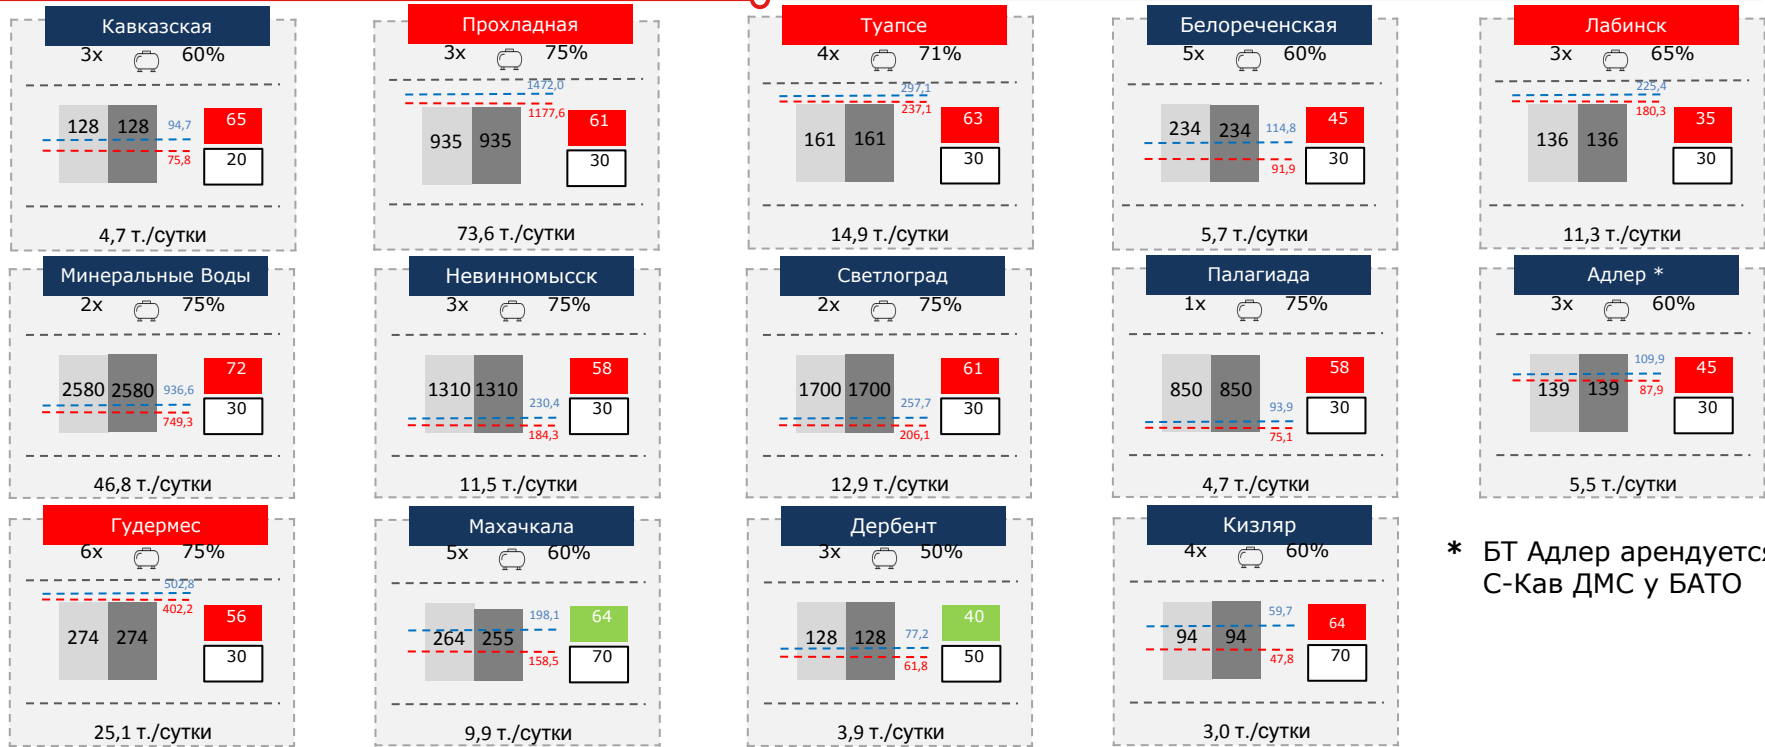 Кавказская
3x 60%
128 128 94,7 75,8 65 20
4,7 т./сутки
Прохладная
3x 75%
1472,0 1177,6
935 935 61 30
73,6 т./сутки
Туапсе
4x 71%
297,1 237,1
161 161 63 30
14,9 т./сутки
Белореченская
5x 60%
234 234 114,8 91,9 45 30
5,7 т./сутки
Лабинск
3x 65%
225,4 180,3
136 136 35 30
11,3 т./сутки
Минеральные Воды
2x 75%
2580 2580 936,6 749,3 72 30
46,8 т./сутки
Невинномысск
3x 75%
1310 1310 230,4 184,3 58 30
11,5 т./сутки
Светлоград
2x 75%
1700 1700 257,7 206,1 61 30
12,9 т./сутки
Палагиада
1x 75%
850 850 93,9 75,1 58 30
4,7 т./сутки
Адлер *
3x 60%
139 139 109,9 87,9 45 30
5,5 т./сутки
Гудермес
6x 75%
502,8 402,2
274 274 56 30
25,1 т./сутки
Махачкала
5x 60%
264 255 198,1 158,5 64 70
9,9 т./сутки
Дербент
3x 50%
128 128 77,2 61,8 40 50
3,9 т./сутки
Кизляр
4x 60%
94 94 59,7 47,8 64 70
3,0 т./сутки
* БТ Адлер арендуется
С-Кав ДМС у БАТО